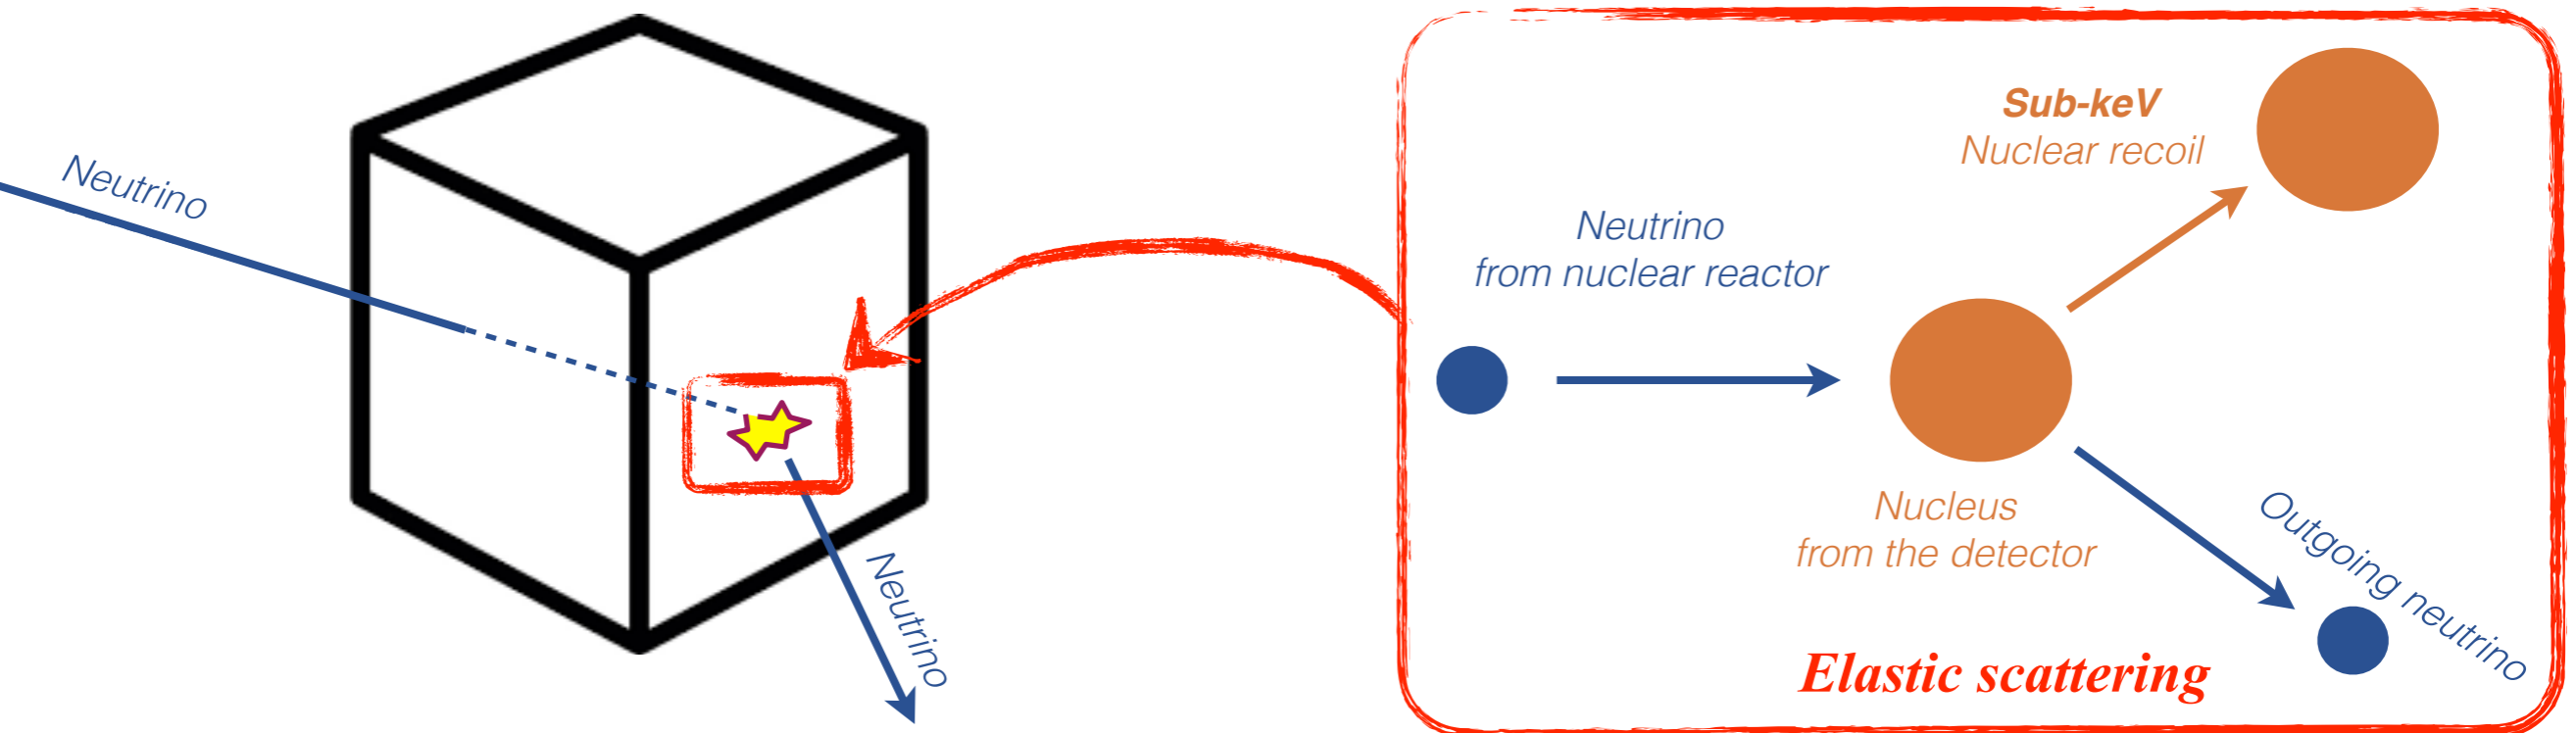 Neutrino
Neutrino
Neutrino
from nuclear reactor
Sub-keV
Nuclear recoil
Nucleus
from the detector
Outgoing neutrino
Elastic scattering